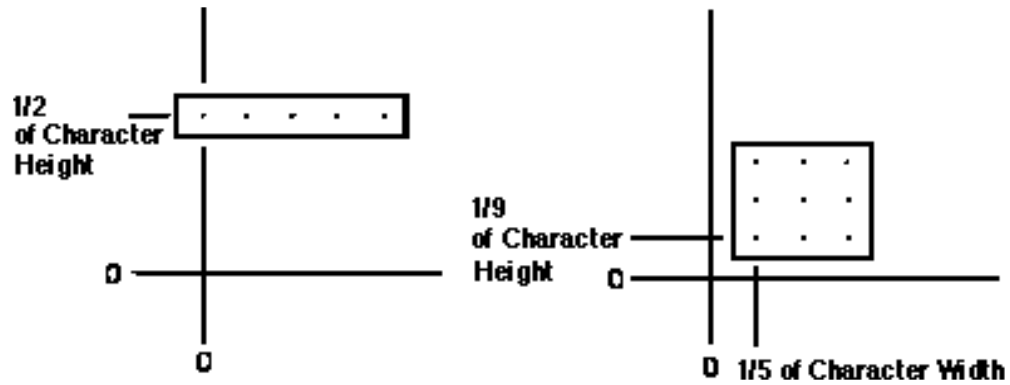 1/2
of Character
Height
0
0
1/9
of Character
Height
0
0
1/5 of Character Width